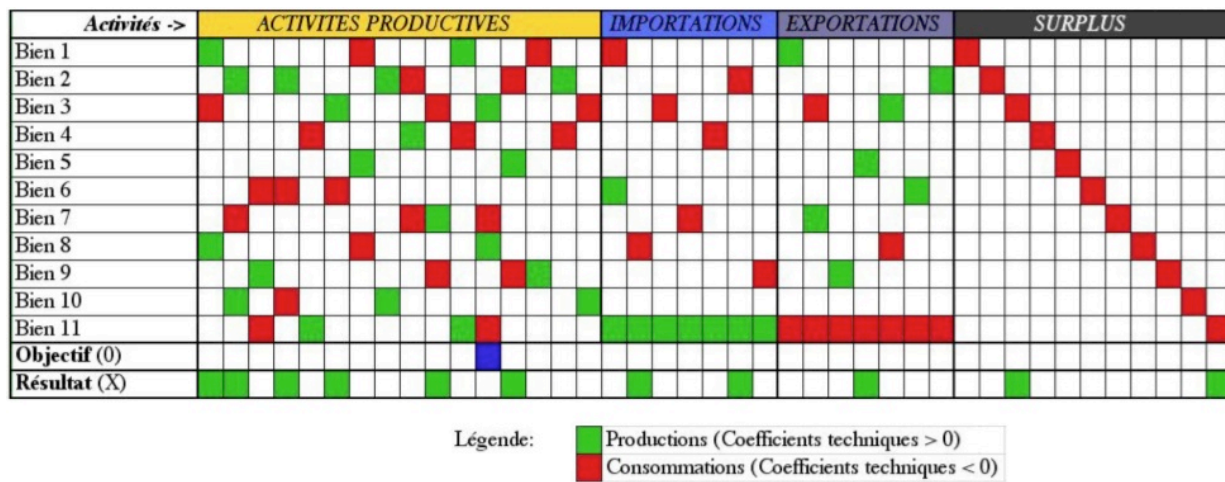 Activités -> ACTIVITES PRODUCTIVES IMPORTATIONS EXPORTATIONS SURPLUS
Bien 1
Bien 2
Bien 3
Bien 4
Bien 5
Bien 6
Bien 7
Bien 8
Bien 9
Bien 10
Bien 11
Objectif (0)
Résultat (X)
Légende: Productions (Coefficients techniques > 0)
Consommations (Coefficients techniques < 0)